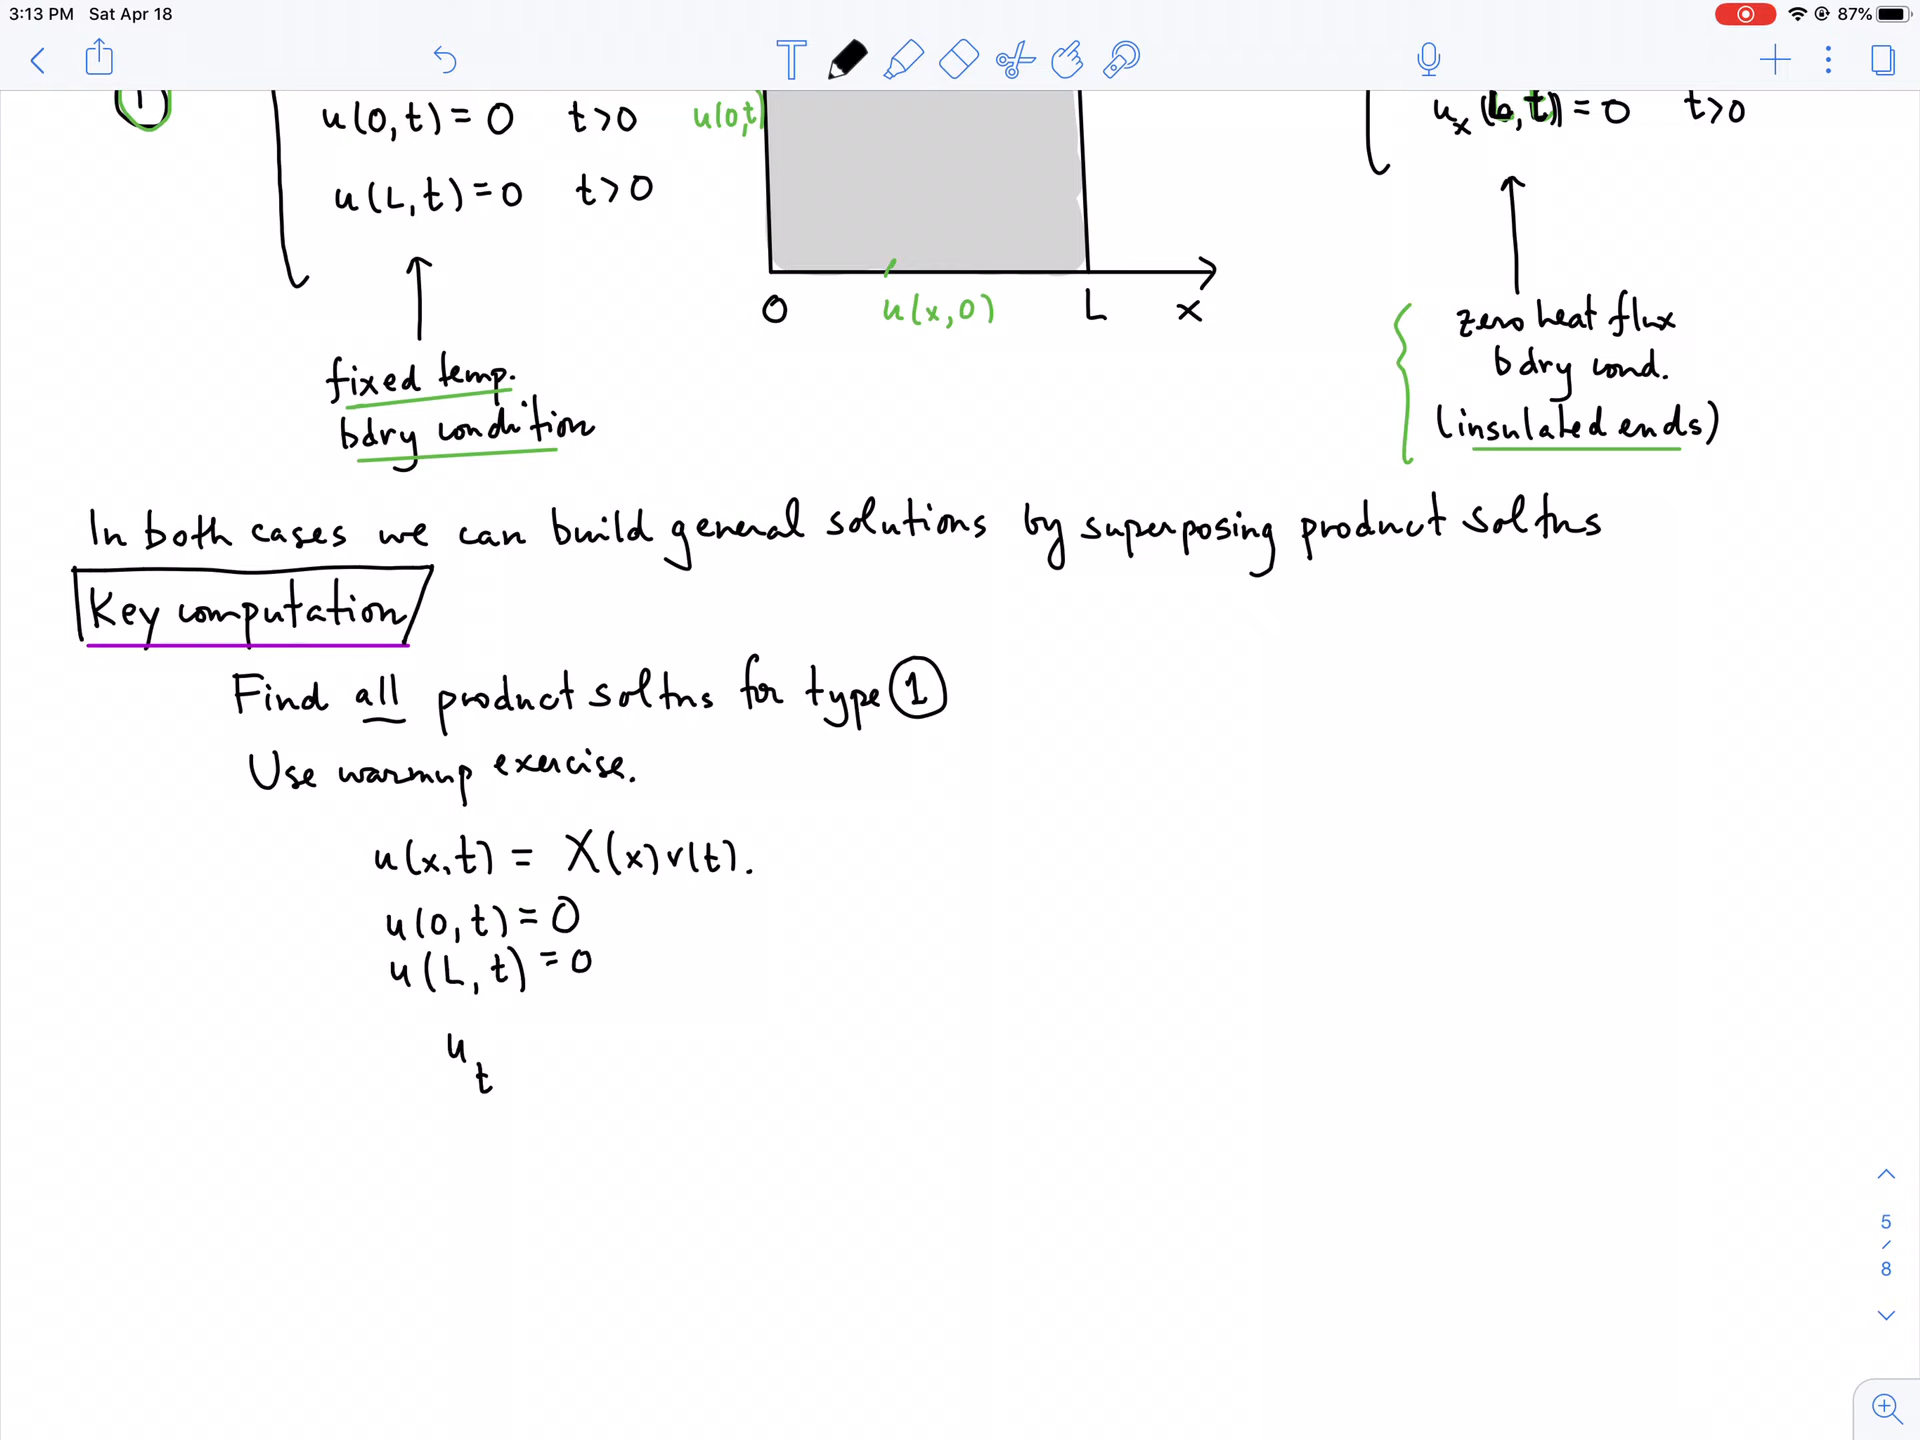 3:13 PM Sat Apr 18
87%
1
u(0,t) = 0 t>0
u(L,t) = 0 t>0
u(0,t)
u(x,0)
0
L
x
u_x (L,t) = 0 t>0
fixed temp.
bdry condition
zero heat flux
bdry cond.
(insulated ends)
In both cases we can build general solutions by superposing product soltns
Key computation
Find all product soltns for type 1
Use warmup exercise.
u(x,t) = X(x)v(t).
u(0,t) = 0
u(L,t) = 0
u_t
5
/
8